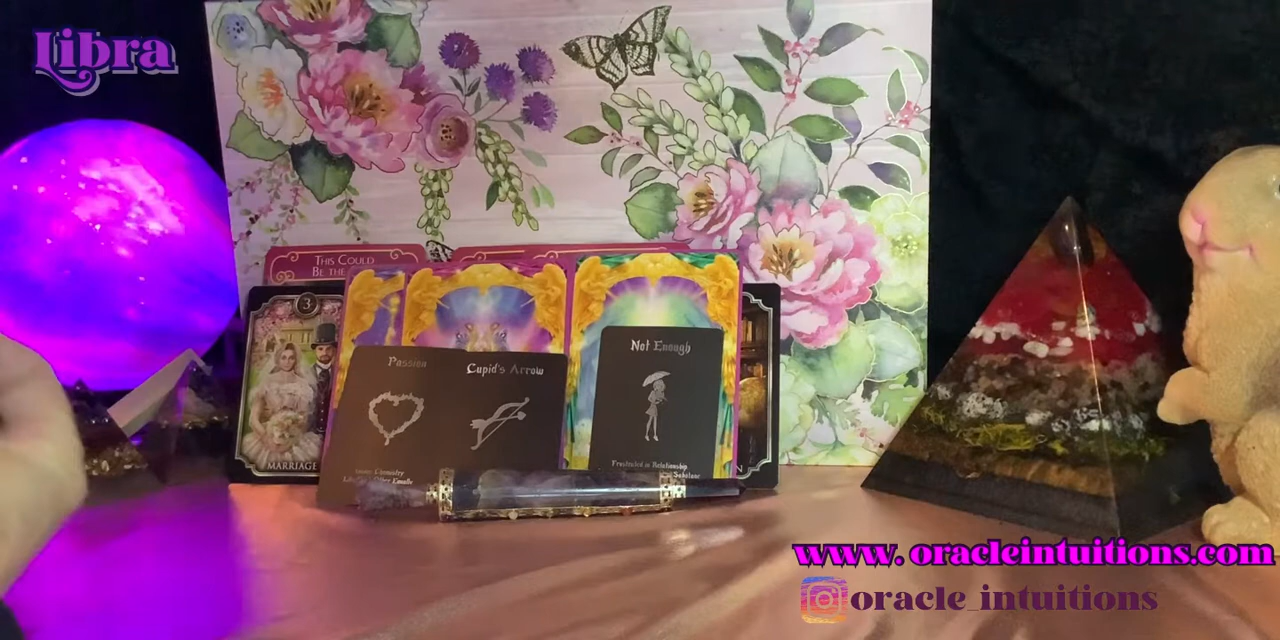 Libra
THIS COULD
BE THE
3
MARRIAGE
Passion
Cupid's Arrow
Not Enough
Frustrated in Relationship
www.oracleintuitions.com
oracle_intuitions